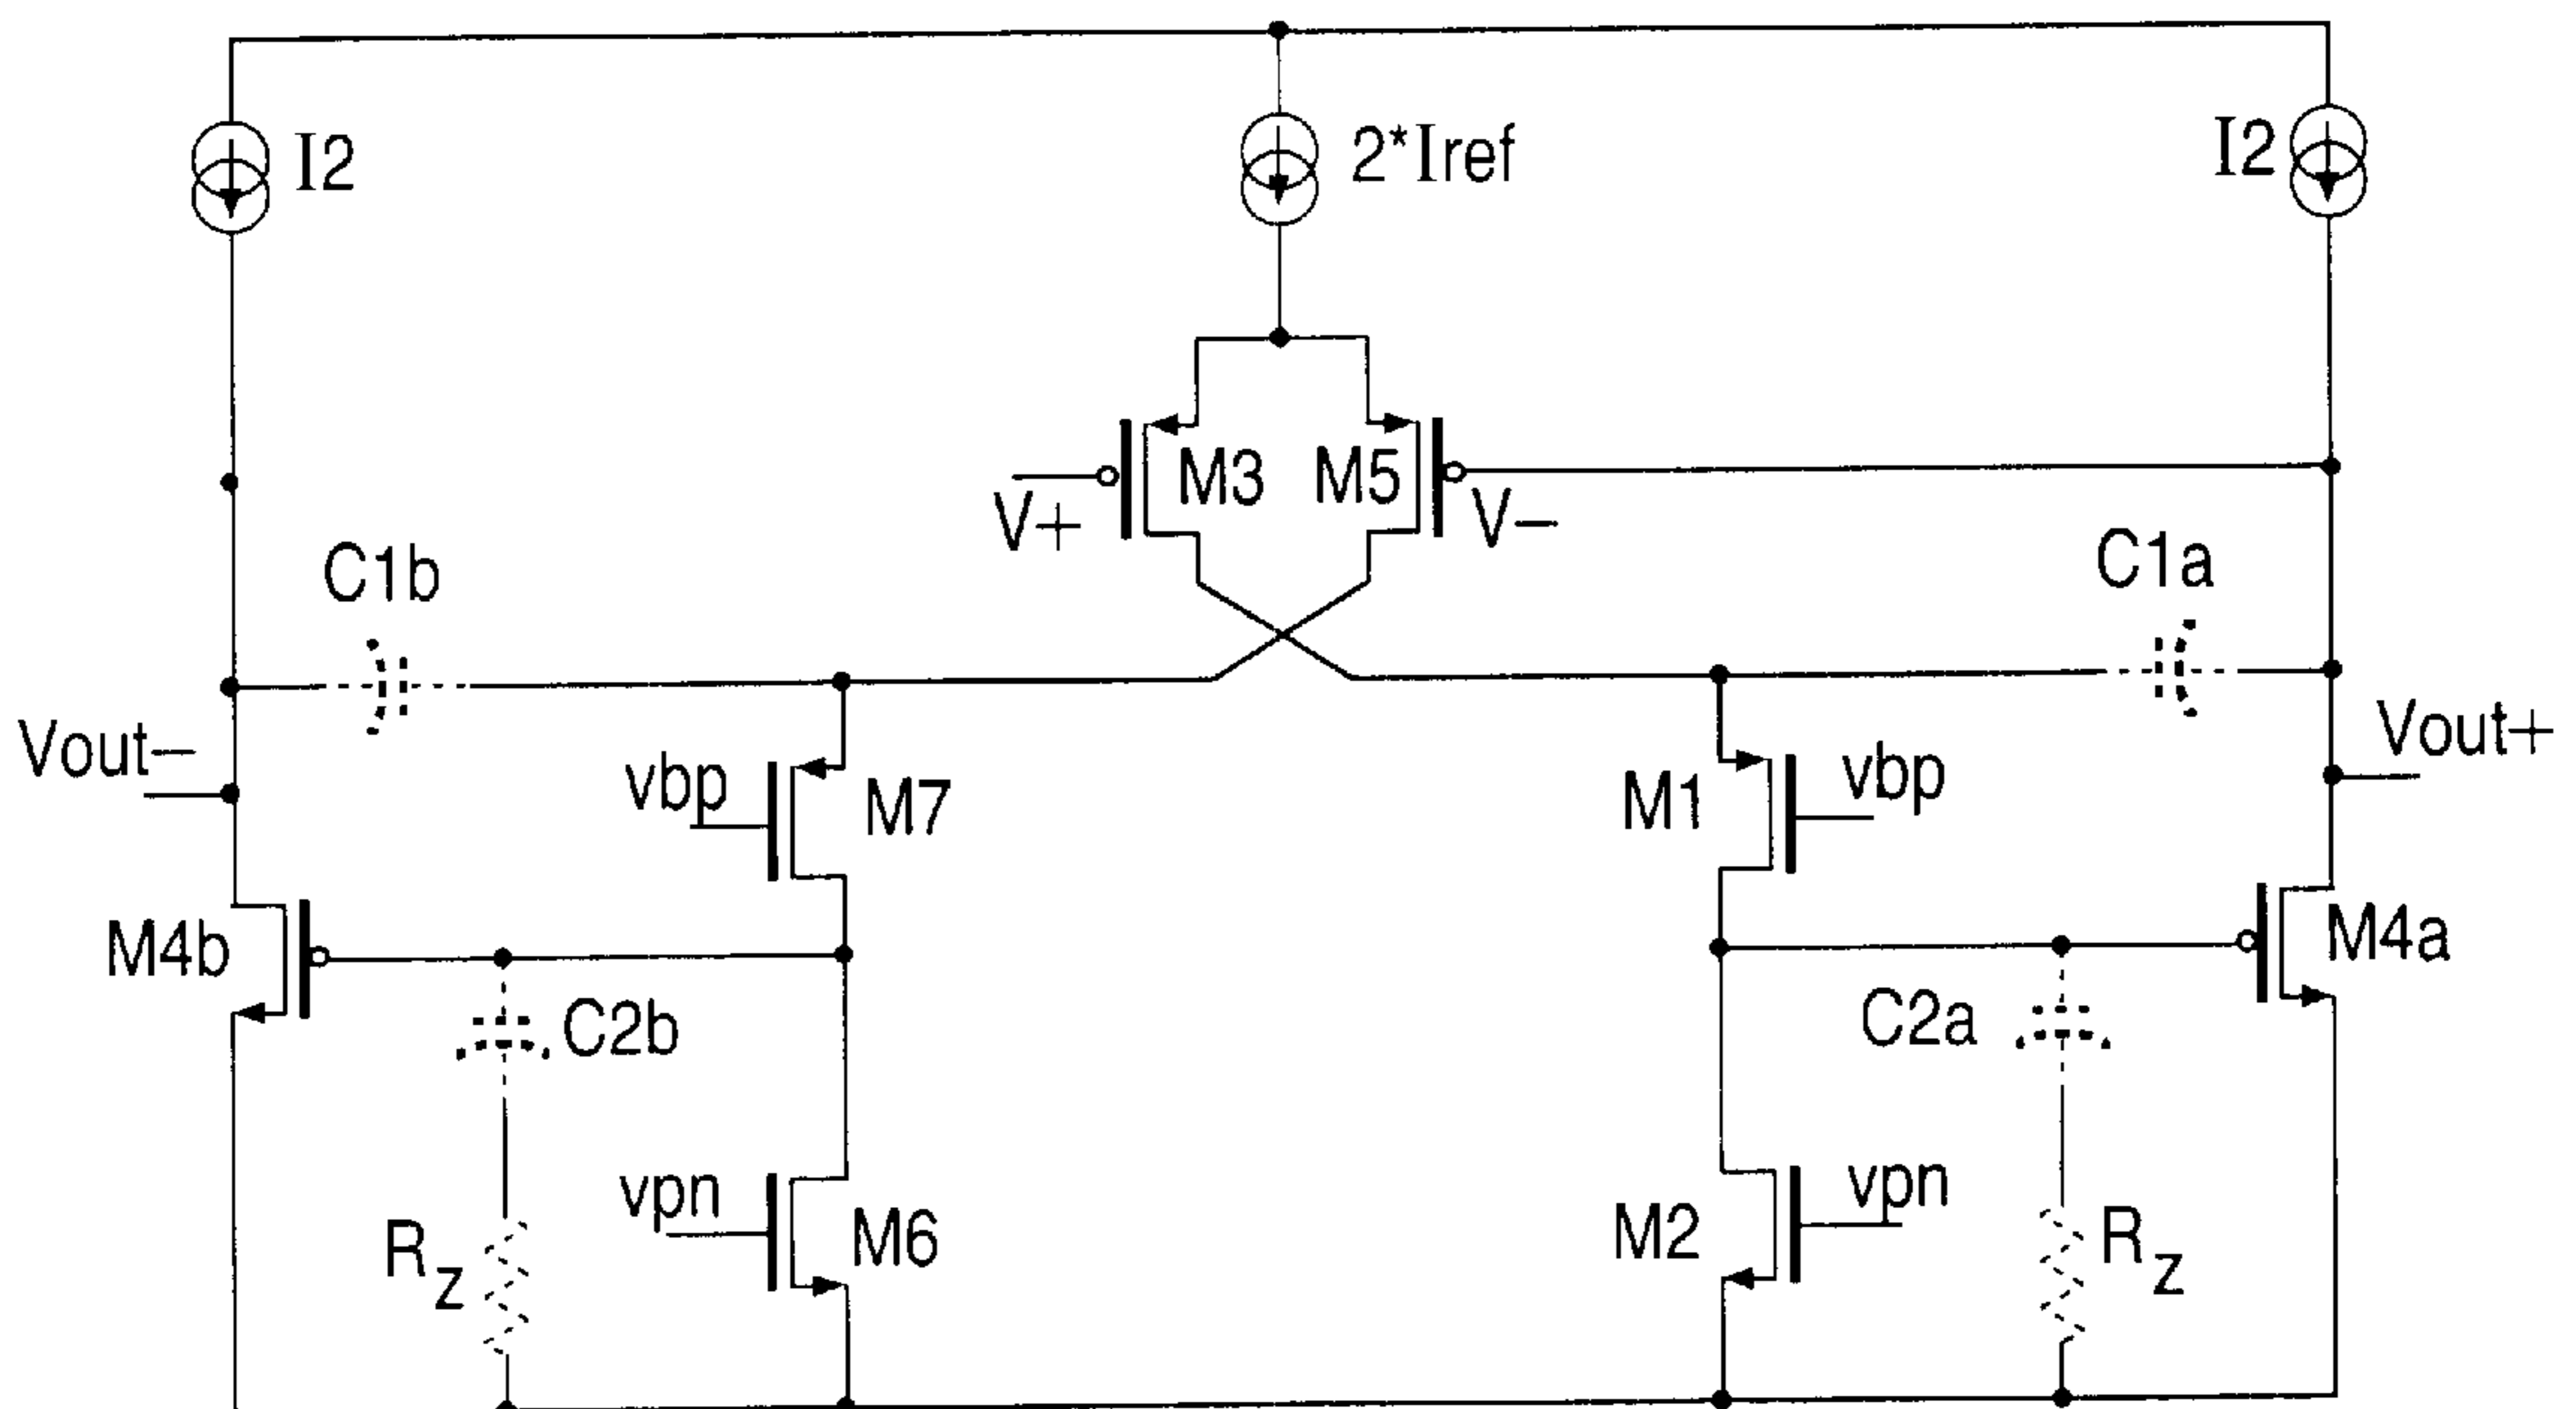 I2
2*Iref
I2
M3
M5
V+
V−
C1b
C1a
Vout−
Vout+
vbp
M7
M1
vbp
M4b
M4a
C2b
C2a
vpn
M6
M2
vpn
Rz
Rz